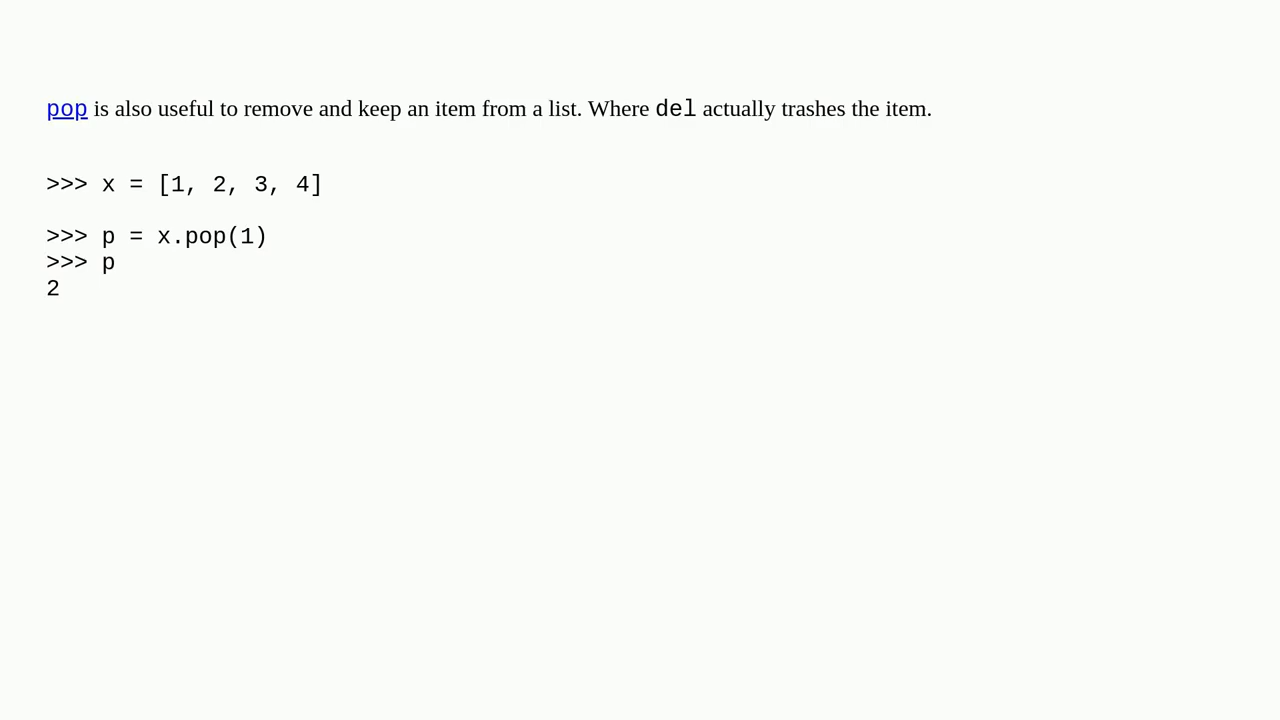 pop is also useful to remove and keep an item from a list. Where del actually trashes the item.
>>> x = [1, 2, 3, 4]
>>> p = x.pop(1)
>>> p
2